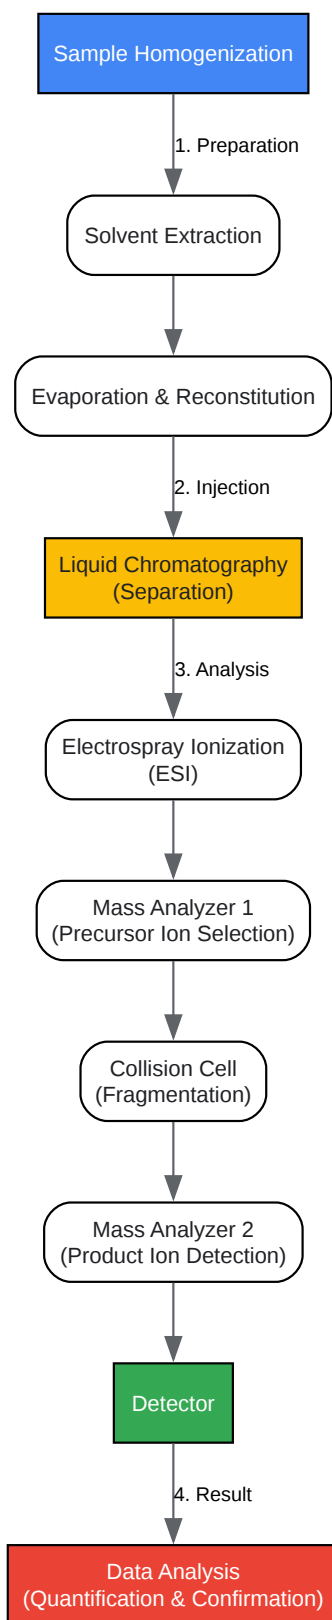 Sample Homogenization
1. Preparation
Solvent Extraction
Evaporation & Reconstitution
2. Injection
Liquid Chromatography
(Separation)
3. Analysis
Electrospray Ionization
(ESI)
Mass Analyzer 1
(Precursor Ion Selection)
Collision Cell
(Fragmentation)
Mass Analyzer 2
(Product Ion Detection)
Detector
4. Result
Data Analysis
(Quantification & Confirmation)